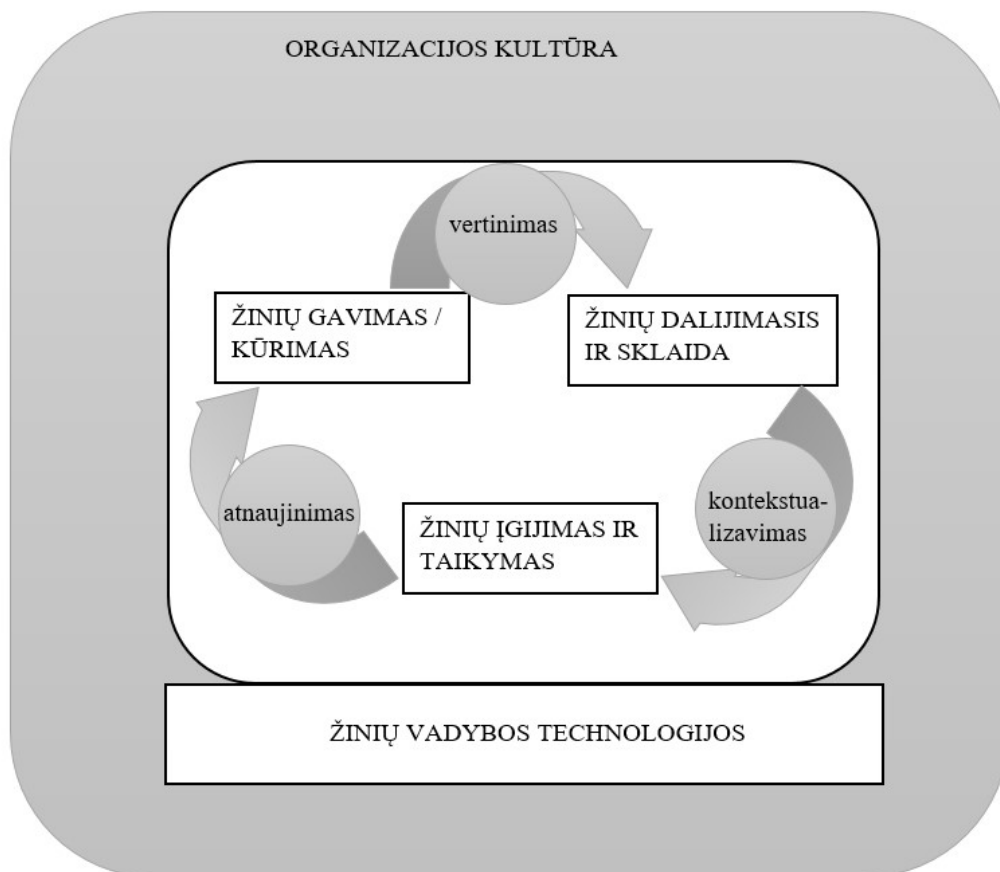 ORGANIZACIJOS KULTŪRA
vertinimas
ŽINIŲ GAVIMAS /
KŪRIMAS
ŽINIŲ DALIJIMASIS
IR SKLAIDA
atnaujinimas
ŽINIŲ ĮGIJIMAS IR
TAIKYMAS
kontekstua-
lizavimas
ŽINIŲ VADYBOS TECHNOLOGIJOS